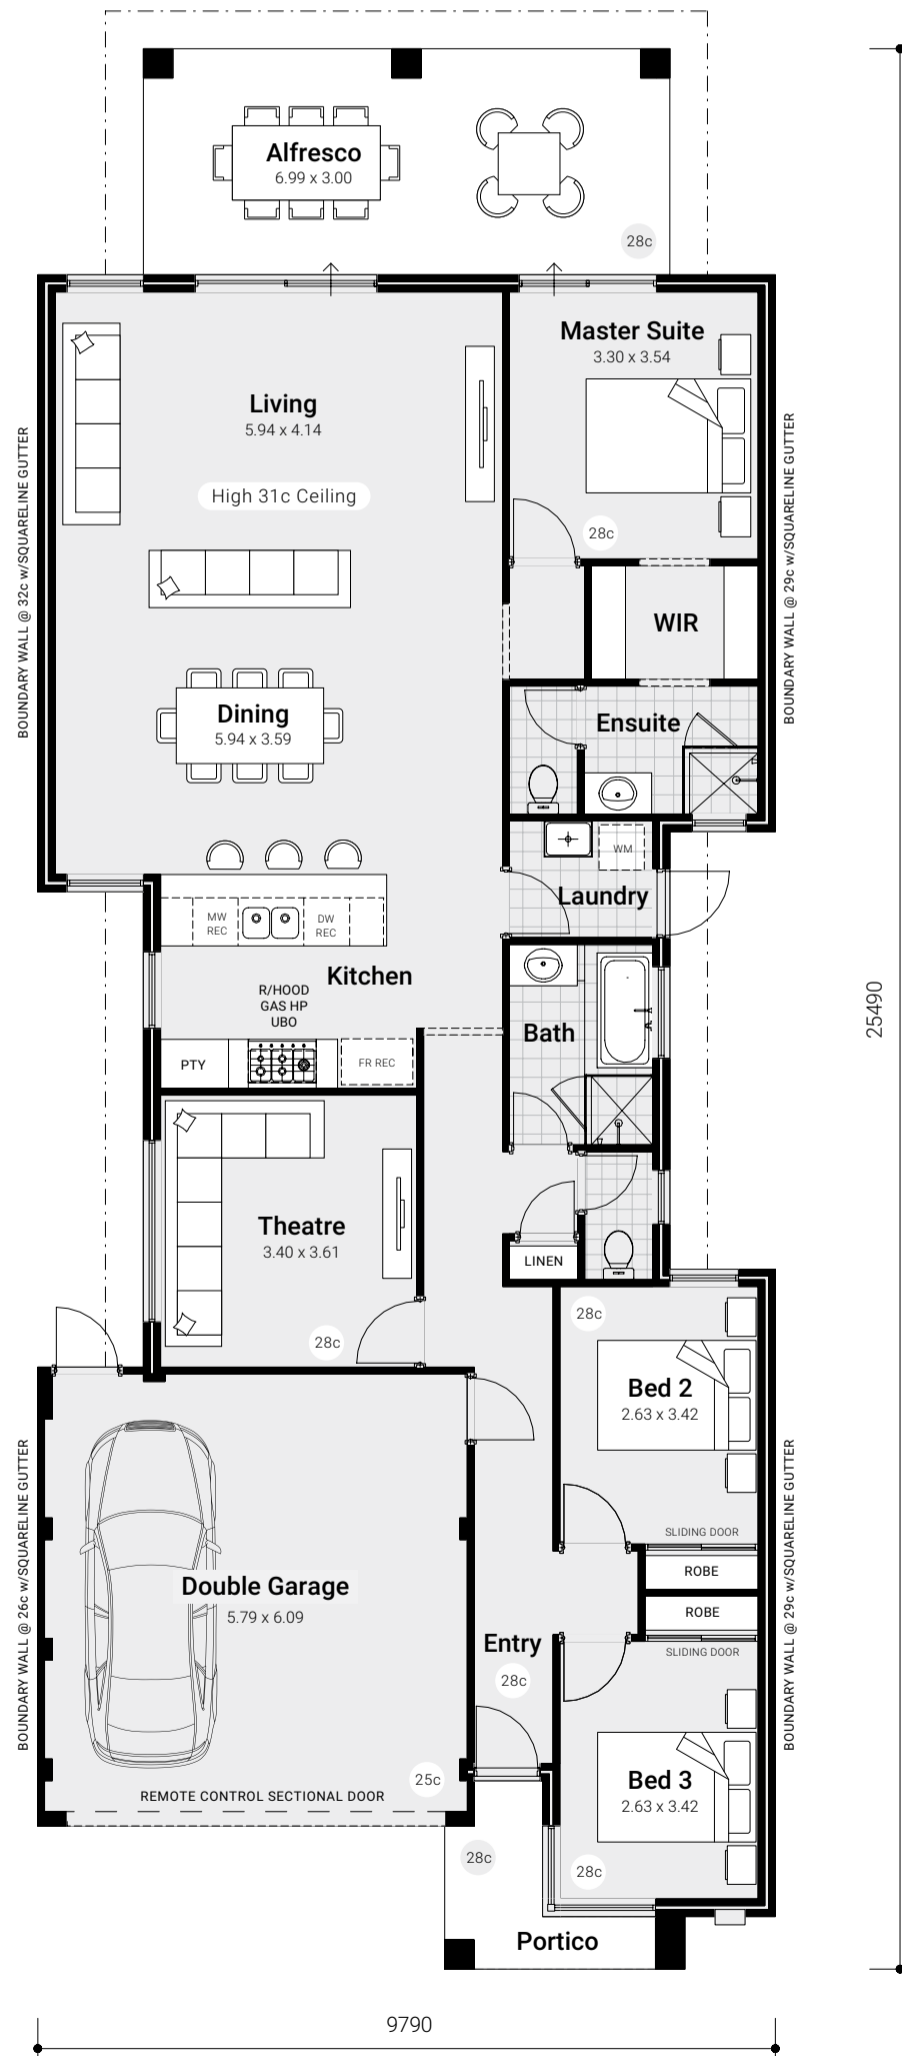 Alfresco
6.99 x 3.00
28c
Master Suite
3.30 x 3.54
Living
5.94 x 4.14
High 31c Ceiling
28c
BOUNDARY WALL @ 32c w/SQUARELINE GUTTER
BOUNDARY WALL @ 29c w/SQUARELINE GUTTER
WIR
Dining
5.94 x 3.59
Ensuite
WM
Laundry
MW
REC
DW
REC
Kitchen
R/HOOD
GAS HP
UBO
25490
Bath
PTY
FR REC
Theatre
3.40 x 3.61
LINEN
28c
28c
Bed 2
2.63 x 3.42
SLIDING DOOR
ROBE
ROBE
SLIDING DOOR
BOUNDARY WALL @ 26c w/SQUARELINE GUTTER
BOUNDARY WALL @ 29c w/SQUARELINE GUTTER
Double Garage
5.79 x 6.09
Entry
28c
25c
REMOTE CONTROL SECTIONAL DOOR
Bed 3
2.63 x 3.42
28c
28c
Portico
9790